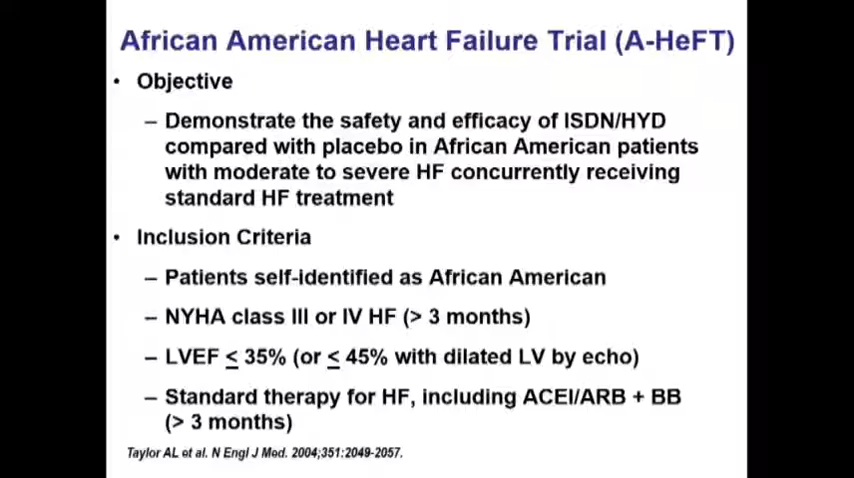 African American Heart Failure Trial (A-HeFT)
• Objective
– Demonstrate the safety and efficacy of ISDN/HYD
compared with placebo in African American patients
with moderate to severe HF concurrently receiving
standard HF treatment
• Inclusion Criteria
– Patients self-identified as African American
– NYHA class III or IV HF (> 3 months)
– LVEF ≤ 35% (or ≤ 45% with dilated LV by echo)
– Standard therapy for HF, including ACEI/ARB + BB
(> 3 months)
Taylor AL et al. N Engl J Med. 2004;351:2049-2057.